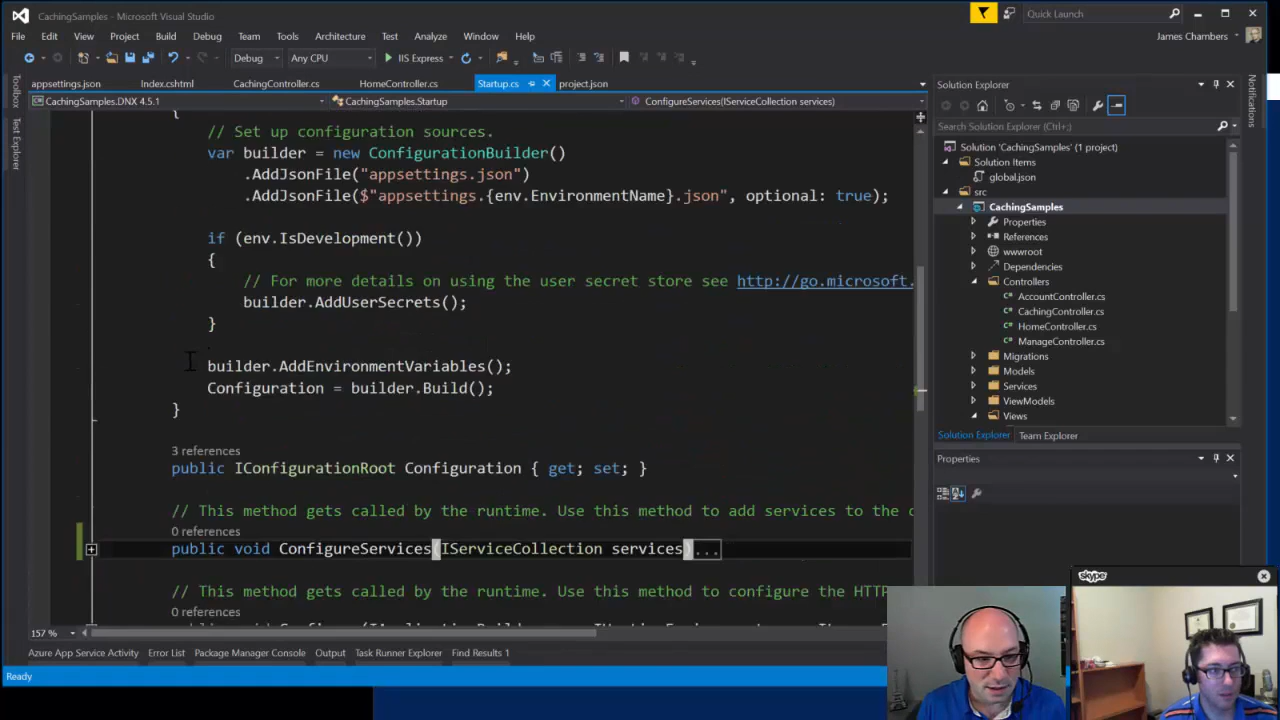 CachingSamples - Microsoft Visual Studio
Quick Launch
File Edit View Project Build Debug Team Tools Architecture Test Analyze Window Help
James Chambers
Debug Any CPU IIS Express
appsettings.json Index.cshtml CachingController.cs HomeController.cs Startup.cs project.json
CachingSamples.DNX 4.5.1 CachingSamples.Startup ConfigureServices(IServiceCollection services)
Toolbox
Test Explorer
{
// Set up configuration sources.
var builder = new ConfigurationBuilder()
.AddJsonFile("appsettings.json")
.AddJsonFile($"appsettings.{env.EnvironmentName}.json", optional: true);
if (env.IsDevelopment())
{
// For more details on using the user secret store see http://go.microsoft.
builder.AddUserSecrets();
}
builder.AddEnvironmentVariables();
Configuration = builder.Build();
}
3 references
public IConfigurationRoot Configuration { get; set; }
// This method gets called by the runtime. Use this method to add services to the c
0 references
public void ConfigureServices(IServiceCollection services)...
// This method gets called by the runtime. Use this method to configure the HTTP
0 references
157 %
Solution Explorer
Search Solution Explorer (Ctrl+;)
Solution 'CachingSamples' (1 project)
Solution Items
global.json
src
CachingSamples
Properties
References
wwwroot
Dependencies
Controllers
AccountController.cs
CachingController.cs
HomeController.cs
ManageController.cs
Migrations
Models
Services
ViewModels
Views
Solution Explorer Team Explorer
Properties
Notifications
Azure App Service Activity Error List Package Manager Console Output Task Runner Explorer Find Results 1
Ready
skype